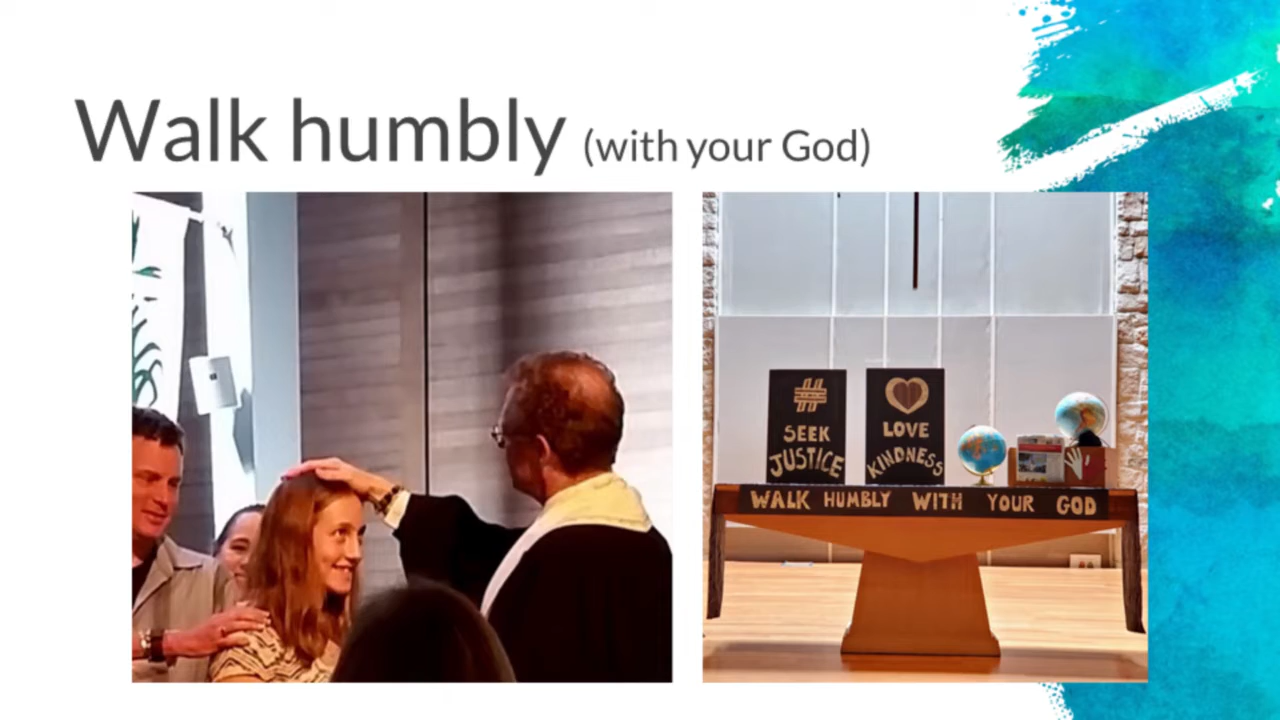 Walk humbly (with your God)
#
SEEK
JUSTICE
LOVE
KINDNESS
WALK HUMBLY WITH YOUR GOD